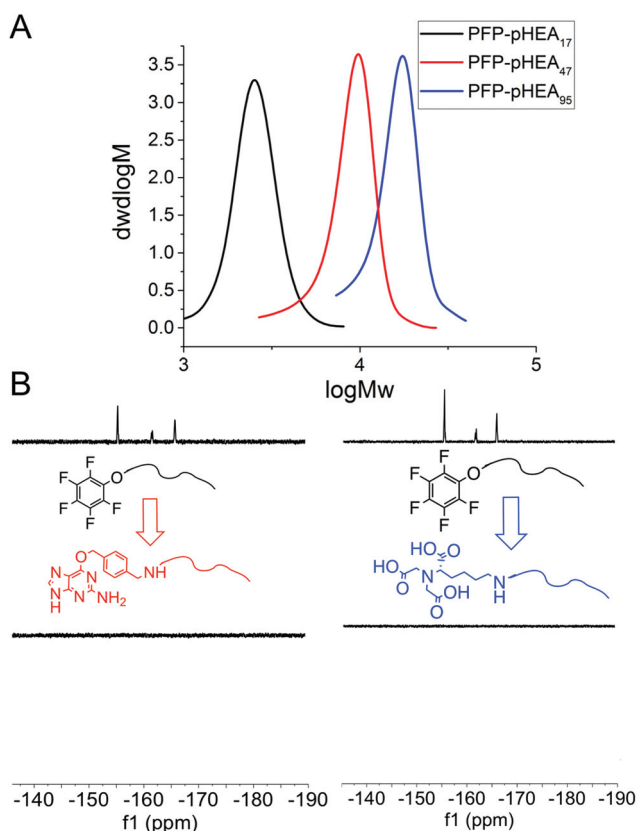 A
PFP-pHEA₁₇
PFP-pHEA₄₇
PFP-pHEA₉₅
dwdlogM
3.5
3.0
2.5
2.0
1.5
1.0
0.5
0.0
3 4 5
logMw
B
F F F F F O
F F F F F O
O N N N N H NH₂ NH
HO O COOH N HO O OH O N H
-140 -150 -160 -170 -180 -190
f1 (ppm)
-140 -150 -160 -170 -180 -190
f1 (ppm)